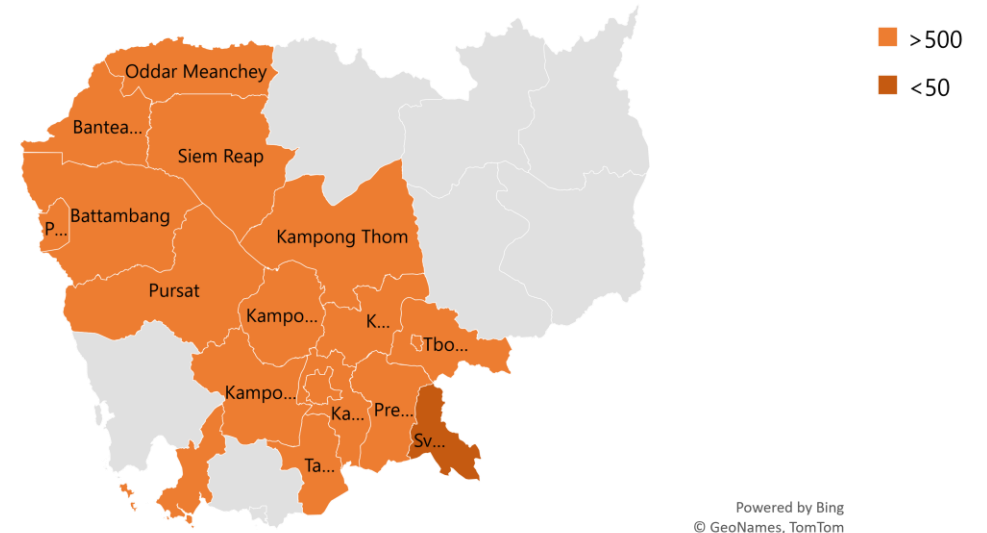 >500
<50
Oddar Meanchey
Bantea...
Siem Reap
Battambang
P...
Kampong Thom
Pursat
Kampo...
K...
Tbo...
Kampo...
Ka...
Pre...
Sv...
Ta...
Powered by Bing
© GeoNames, TomTom